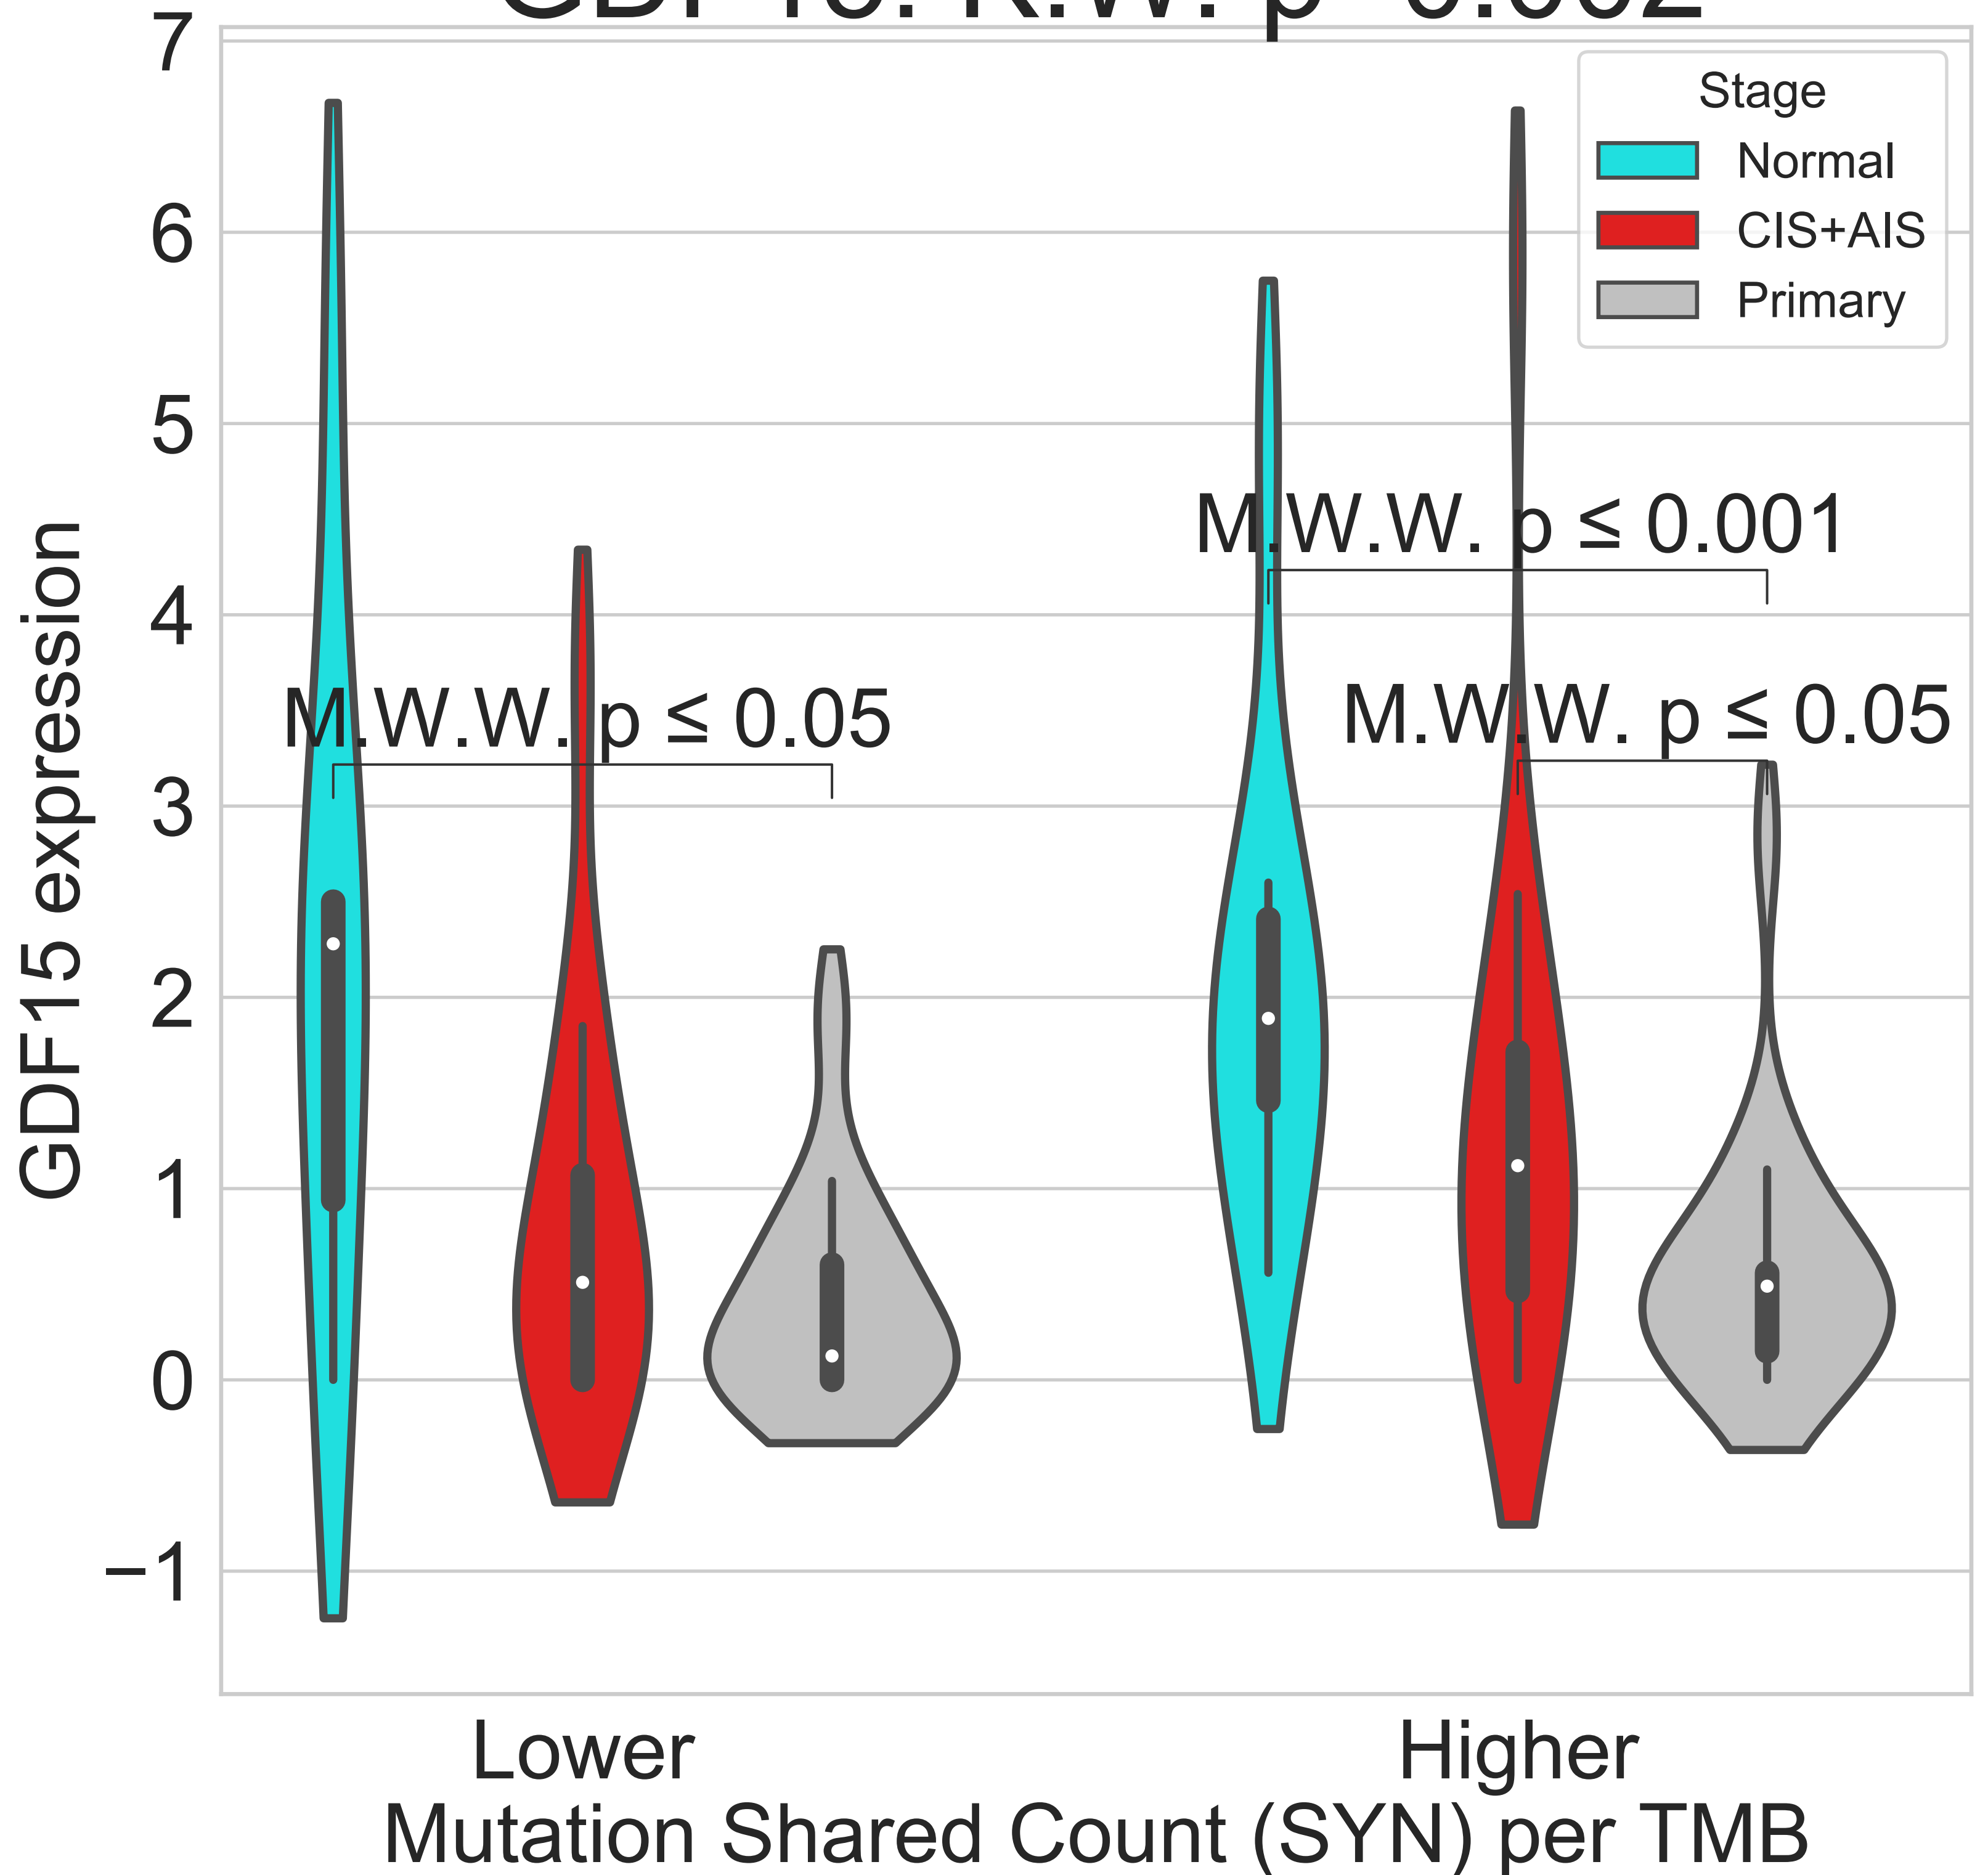 7
6
5
4
3
2
1
0
−1
GDF15 expression
Stage
Normal
CIS+AIS
Primary
M.W.W. p ≤ 0.001
M.W.W. p ≤ 0.05
M.W.W. p ≤ 0.05
Lower
Higher
Mutation Shared Count (SYN) per TMB